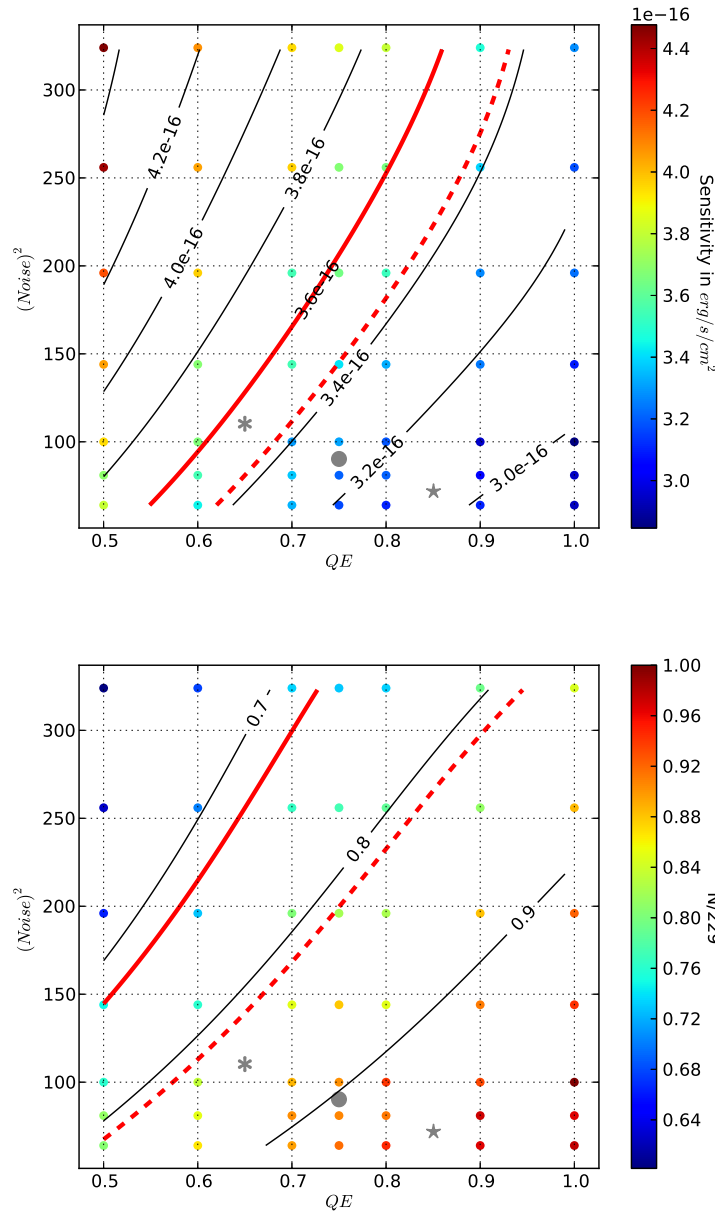 1e−16
300
250
200
150
100
0.5 0.6 0.7 0.8 0.9 1.0
QE
(Noise)²
4.2e-16
4.0e-16
3.8e-16
3.6e-16
3.4e-16
3.2e-16
3.0e-16
4.4
4.2
4.0
3.8
3.6
3.4
3.2
3.0
Sensitivity in erg/s/cm²
300
250
200
150
100
0.5 0.6 0.7 0.8 0.9 1.0
QE
(Noise)²
0.7
0.8
0.9
1.00
0.96
0.92
0.88
0.84
0.80
0.76
0.72
0.68
0.64
N/229